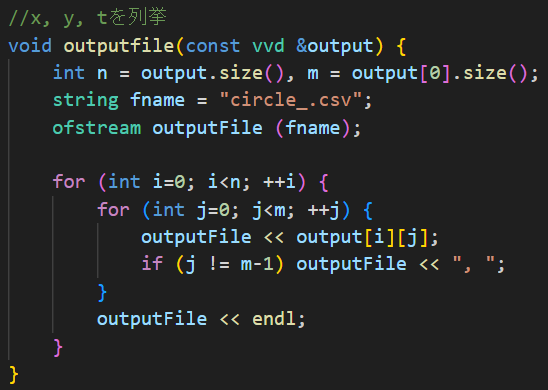 //x, y, tを列挙
void outputfile(const vvd &output) {
    int n = output.size(), m = output[0].size();
    string fname = "circle_.csv";
    ofstream outputFile (fname);

    for (int i=0; i<n; ++i) {
        for (int j=0; j<m; ++j) {
            outputFile << output[i][j];
            if (j != m-1) outputFile << ", ";
        }
        outputFile << endl;
    }
}